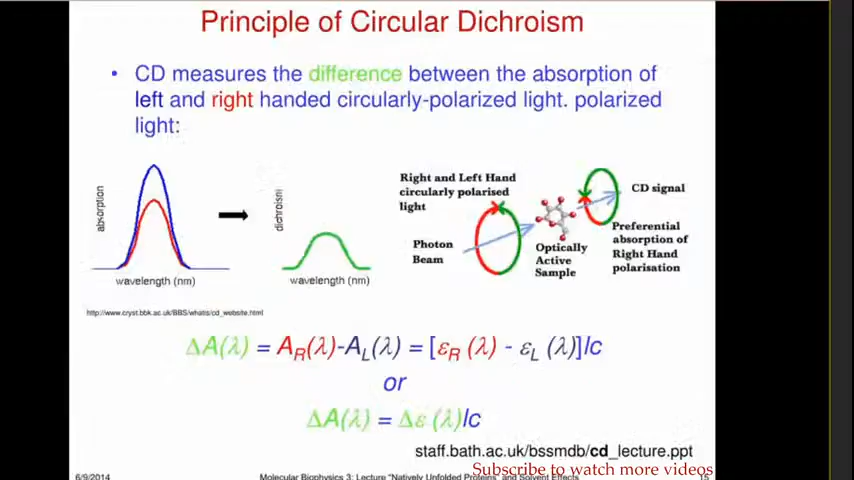 Principle of Circular Dichroism
• CD measures the difference between the absorption of
left and right handed circularly-polarized light. polarized
light:
absorption
wavelength (nm)
dichroism
wavelength (nm)
Right and Left Hand
circularly polarised
light
Photon
Beam
Optically
Active
Sample
CD signal
Preferential
absorption of
Right Hand
polarisation
http://www.cryst.bbk.ac.uk/BBS/whatis/cd_website.html
ΔA(λ) = A_R(λ)-A_L(λ) = [ε_R (λ) - ε_L (λ)]lc
or
ΔA(λ) = Δε (λ)lc
staff.bath.ac.uk/bssmdb/cd_lecture.ppt
Subscribe to watch more videos
6/9/2014
Molecular Biophysics 3: Lecture "Natively Unfolded Proteins" and Solvent Effects
15